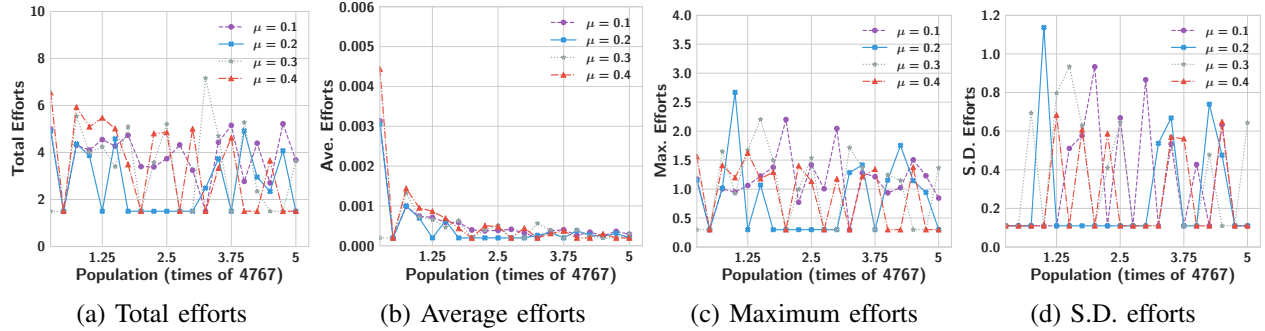 Total Efforts
10
8
6
4
2
0
μ = 0.1
μ = 0.2
μ = 0.3
μ = 0.4
1.25 2.5 3.75 5
Population (times of 4767)
(a) Total efforts
Ave. Efforts
0.006
0.005
0.004
0.003
0.002
0.001
0.000
μ = 0.1
μ = 0.2
μ = 0.3
μ = 0.4
1.25 2.5 3.75 5
Population (times of 4767)
(b) Average efforts
Max. Efforts
4.0
3.5
3.0
2.5
2.0
1.5
1.0
0.5
0.0
μ = 0.1
μ = 0.2
μ = 0.3
μ = 0.4
1.25 2.5 3.75 5
Population (times of 4767)
(c) Maximum efforts
S.D. Efforts
1.2
1.0
0.8
0.6
0.4
0.2
0.0
μ = 0.1
μ = 0.2
μ = 0.3
μ = 0.4
1.25 2.5 3.75 5
Population (times of 4767)
(d) S.D. efforts